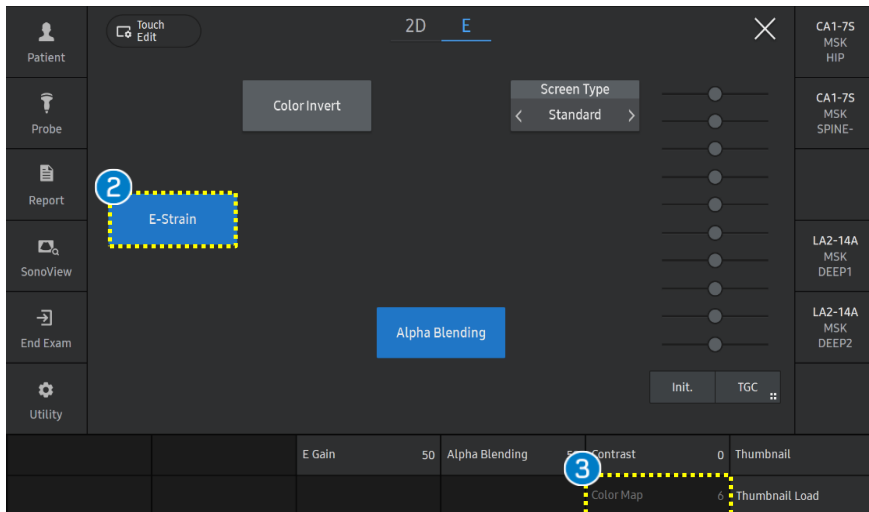 Patient
Probe
Report
SonoView
End Exam
Utility
Touch
Edit
2D E
Color Invert
Screen Type
Standard
2
E-Strain
Alpha Blending
Init.
TGC
CA1-7S
MSK
HIP
CA1-7S
MSK
SPINE-
LA2-14A
MSK
DEEP1
LA2-14A
MSK
DEEP2
E Gain 50
Alpha Blending
Contrast 0
Thumbnail
3
Color Map 6
Thumbnail Load